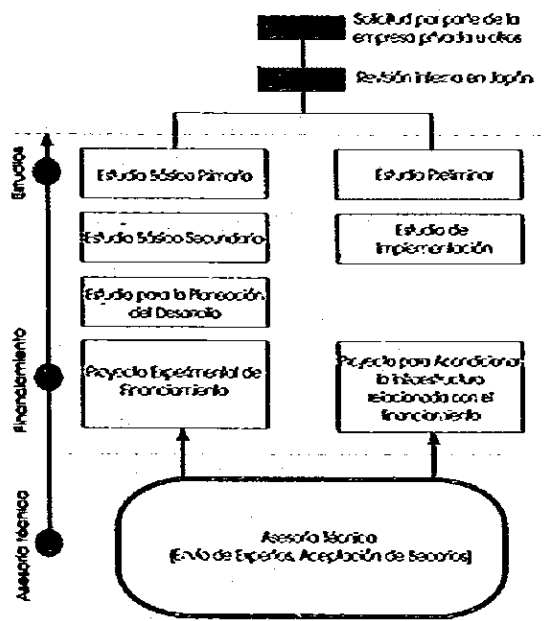 Solicitud por parte de la
empresa privada u otros
Revisión interna en Japón
Estudios
Estudio Básico Primario
Estudio Preliminar
Estudio Básico Secundario
Estudio de
Implementación
Estudio para la Planeación
del Desarrollo
Financiamiento
Proyecto Experimental de
Financiamiento
Proyecto para Acondicionar
la Infraestructura
relacionada con el
financiamiento
Asesoría técnica
Asesoría Técnica
(Envío de Expertos, Aceptación de Becarios)